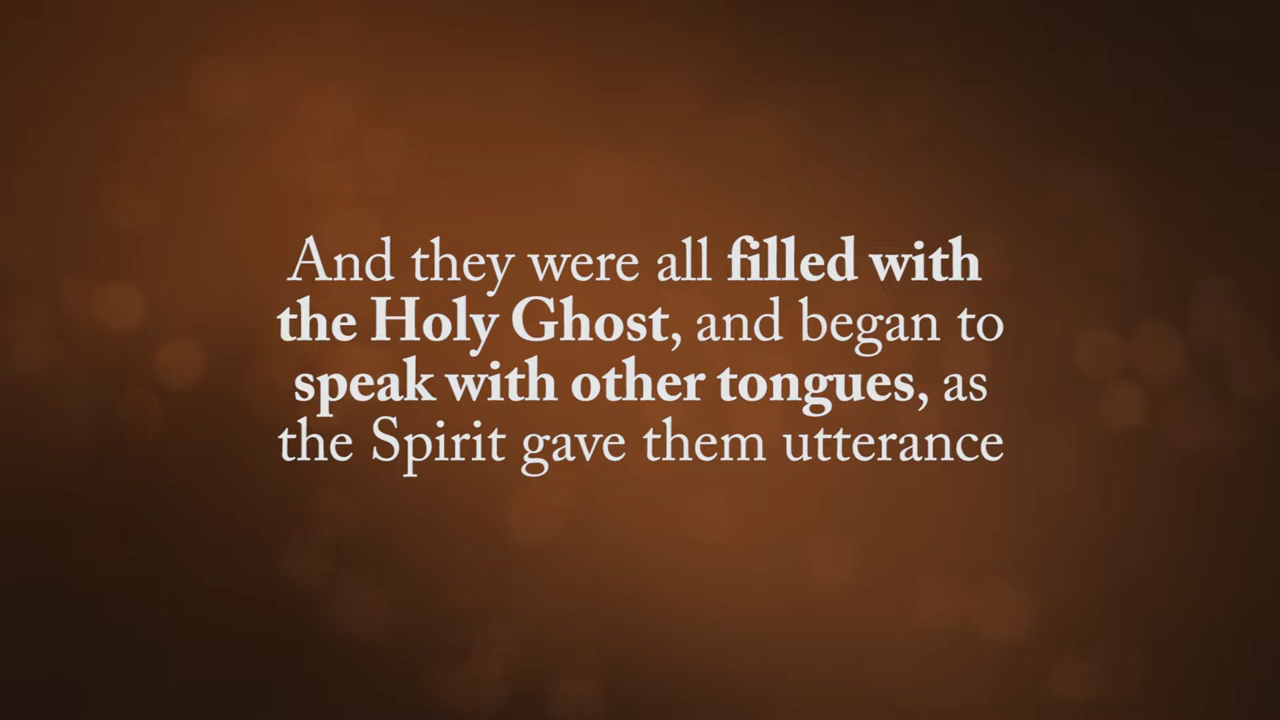 And they were all filled with
the Holy Ghost, and began to
speak with other tongues, as
the Spirit gave them utterance